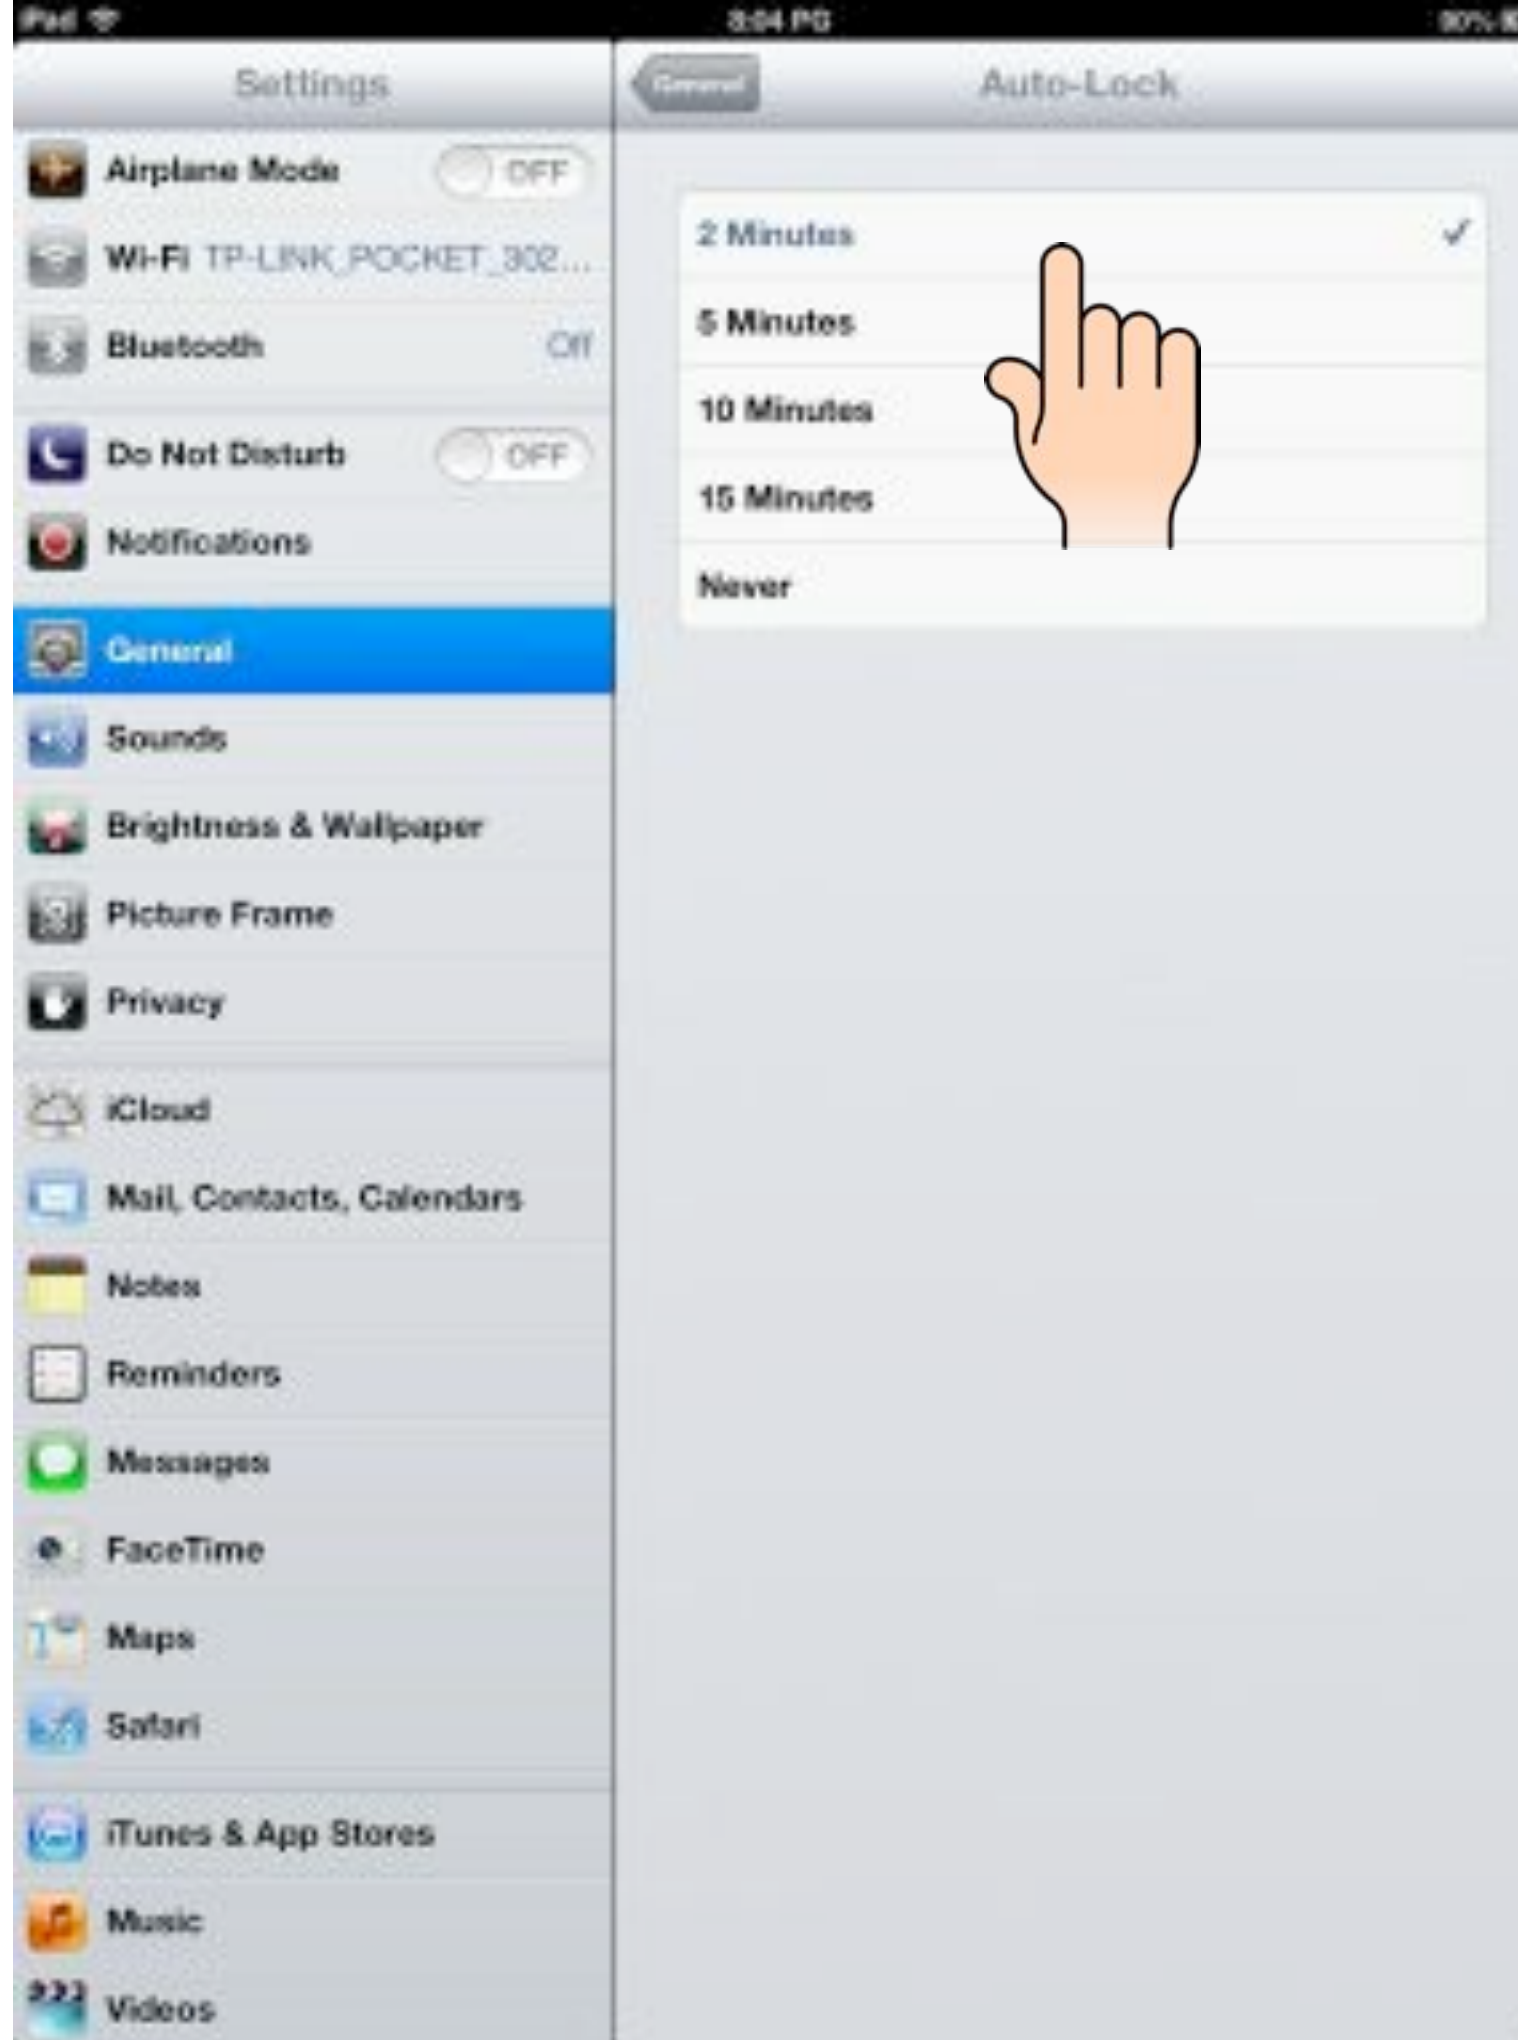 iPad
8:04 PG
90%
Settings
Airplane Mode OFF
Wi-Fi TP-LINK_POCKET_302...
Bluetooth Off
Do Not Disturb OFF
Notifications
General
Sounds
Brightness & Wallpaper
Picture Frame
Privacy
iCloud
Mail, Contacts, Calendars
Notes
Reminders
Messages
FaceTime
Maps
Safari
iTunes & App Stores
Music
Videos
General
Auto-Lock
2 Minutes
5 Minutes
10 Minutes
15 Minutes
Never